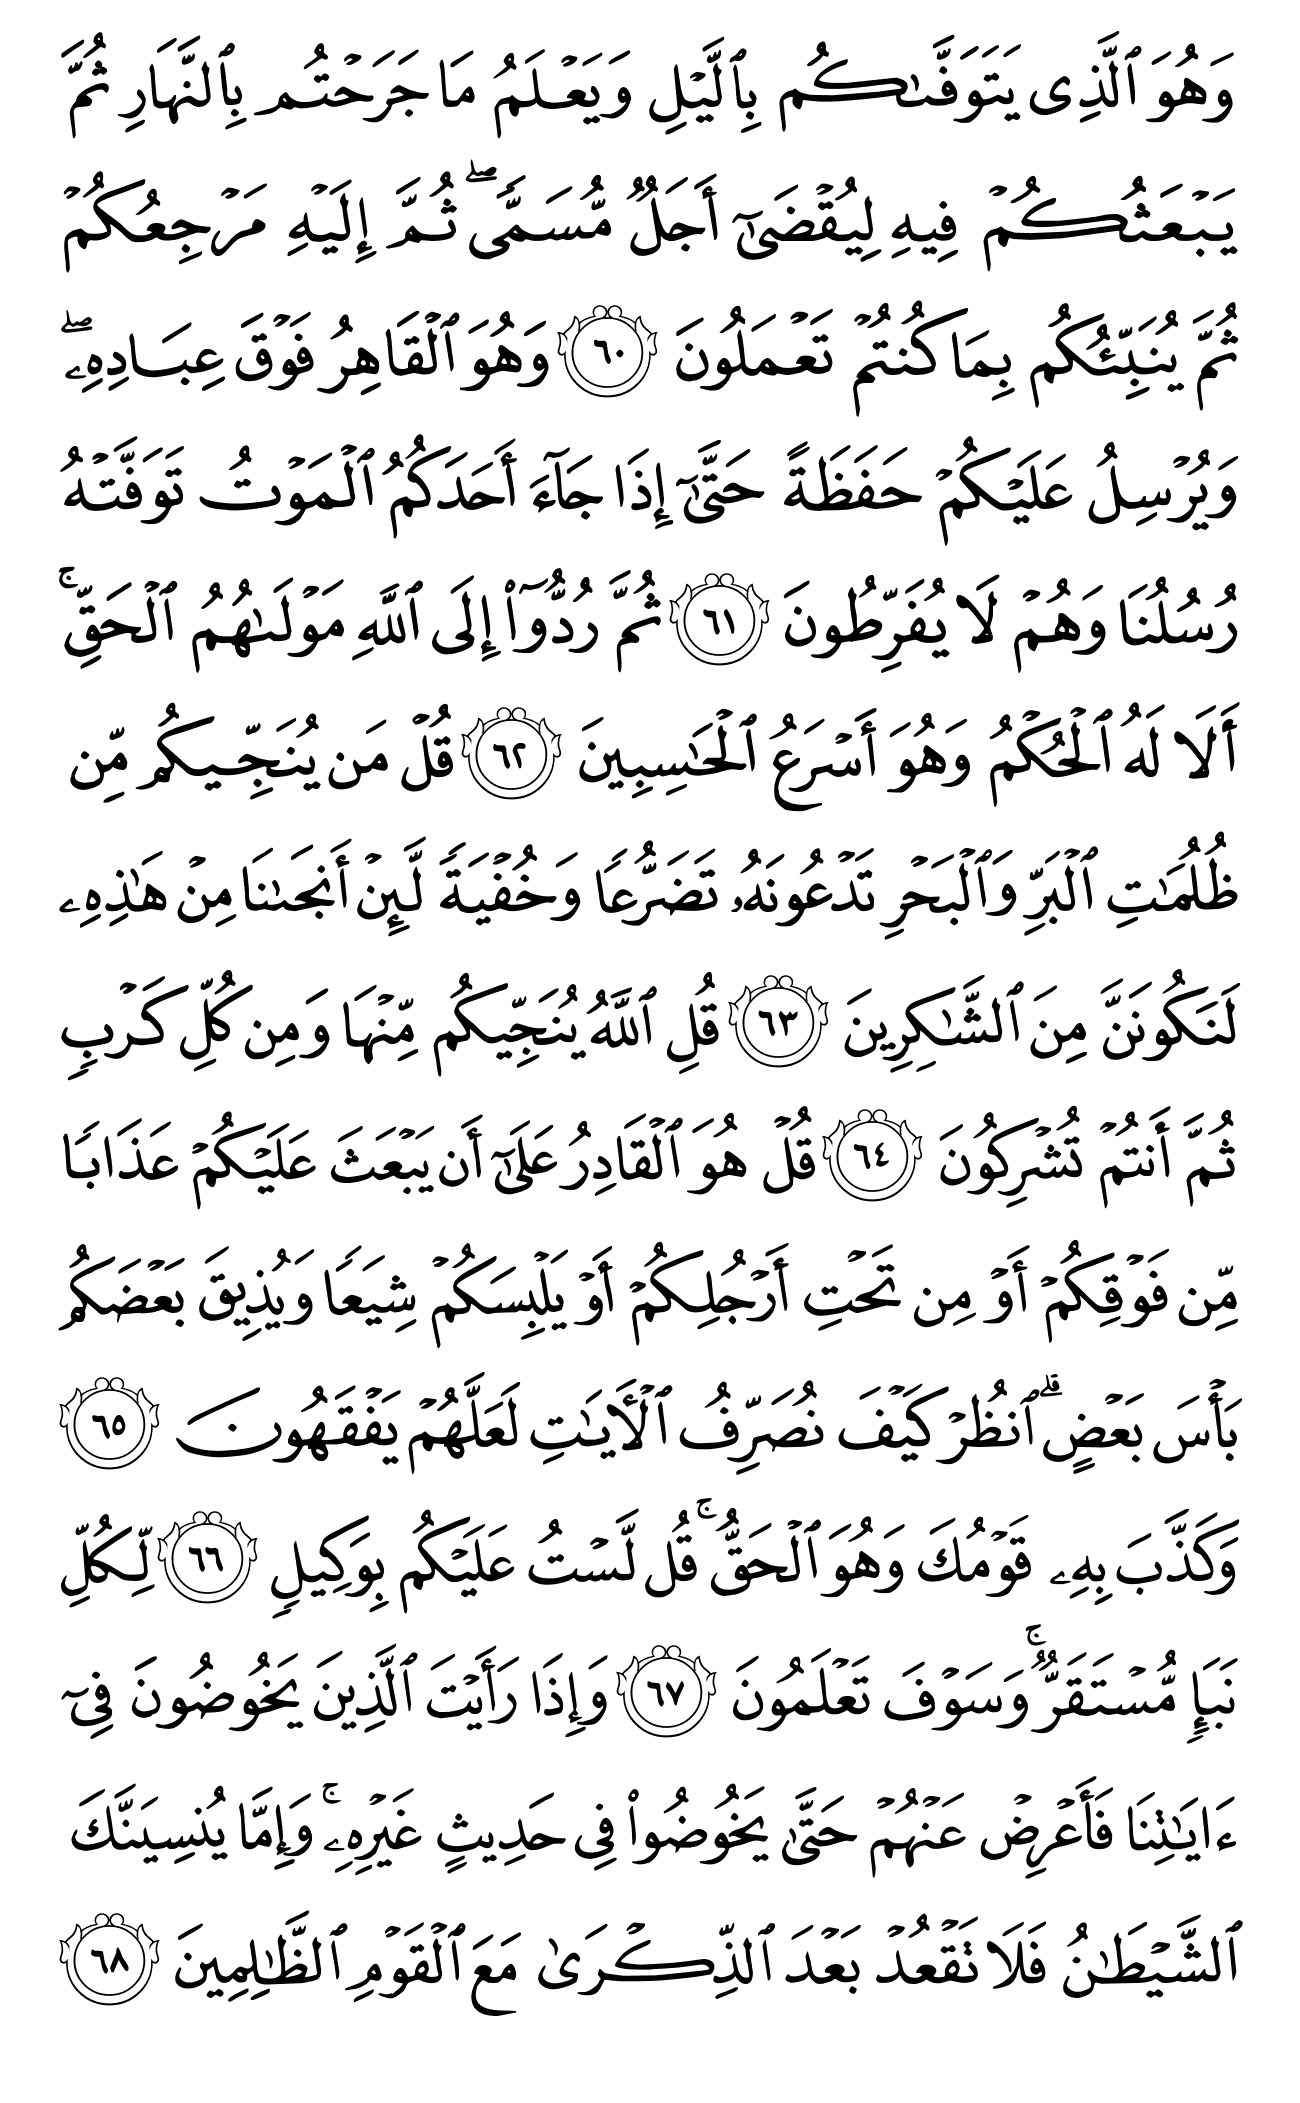 وَهُوَ ٱلَّذِى يَتَوَفَّىٰكُم بِٱلَّيْلِ وَيَعْلَمُ مَا جَرَحْتُم بِٱلنَّهَارِ ثُمَّ
يَبْعَثُكُمْ فِيهِ لِيُقْضَىٰٓ أَجَلٌ مُّسَمًّى ۖ ثُمَّ إِلَيْهِ مَرْجِعُكُمْ
ثُمَّ يُنَبِّئُكُم بِمَا كُنتُمْ تَعْمَلُونَ ٦٠ وَهُوَ ٱلْقَاهِرُ فَوْقَ عِبَادِهِۦ ۖ
وَيُرْسِلُ عَلَيْكُمْ حَفَظَةً حَتَّىٰٓ إِذَا جَآءَ أَحَدَكُمُ ٱلْمَوْتُ تَوَفَّتْهُ
رُسُلُنَا وَهُمْ لَا يُفَرِّطُونَ ٦١ ثُمَّ رُدُّوٓا۟ إِلَى ٱللَّهِ مَوْلَىٰهُمُ ٱلْحَقِّ ۚ
أَلَا لَهُ ٱلْحُكْمُ وَهُوَ أَسْرَعُ ٱلْحَـٰسِبِينَ ٦٢ قُلْ مَن يُنَجِّيكُم مِّن
ظُلُمَـٰتِ ٱلْبَرِّ وَٱلْبَحْرِ تَدْعُونَهُۥ تَضَرُّعًا وَخُفْيَةً لَّئِنْ أَنجَىٰنَا مِنْ هَـٰذِهِۦ
لَنَكُونَنَّ مِنَ ٱلشَّـٰكِرِينَ ٦٣ قُلِ ٱللَّهُ يُنَجِّيكُم مِّنْهَا وَمِن كُلِّ كَرْبٍ
ثُمَّ أَنتُمْ تُشْرِكُونَ ٦٤ قُلْ هُوَ ٱلْقَادِرُ عَلَىٰٓ أَن يَبْعَثَ عَلَيْكُمْ عَذَابًا
مِّن فَوْقِكُمْ أَوْ مِن تَحْتِ أَرْجُلِكُمْ أَوْ يَلْبِسَكُمْ شِيَعًا وَيُذِيقَ بَعْضَكُم
بَأْسَ بَعْضٍ ۗ ٱنظُرْ كَيْفَ نُصَرِّفُ ٱلْـَٔايَـٰتِ لَعَلَّهُمْ يَفْقَهُونَ ٦٥
وَكَذَّبَ بِهِۦ قَوْمُكَ وَهُوَ ٱلْحَقُّ ۚ قُل لَّسْتُ عَلَيْكُم بِوَكِيلٍ ٦٦ لِّكُلِّ
نَبَإٍ مُّسْتَقَرٌّ ۚ وَسَوْفَ تَعْلَمُونَ ٦٧ وَإِذَا رَأَيْتَ ٱلَّذِينَ يَخُوضُونَ فِىٓ
ءَايَـٰتِنَا فَأَعْرِضْ عَنْهُمْ حَتَّىٰ يَخُوضُوا۟ فِى حَدِيثٍ غَيْرِهِۦ ۚ وَإِمَّا يُنسِيَنَّكَ
ٱلشَّيْطَـٰنُ فَلَا تَقْعُدْ بَعْدَ ٱلذِّكْرَىٰ مَعَ ٱلْقَوْمِ ٱلظَّـٰلِمِينَ ٦٨